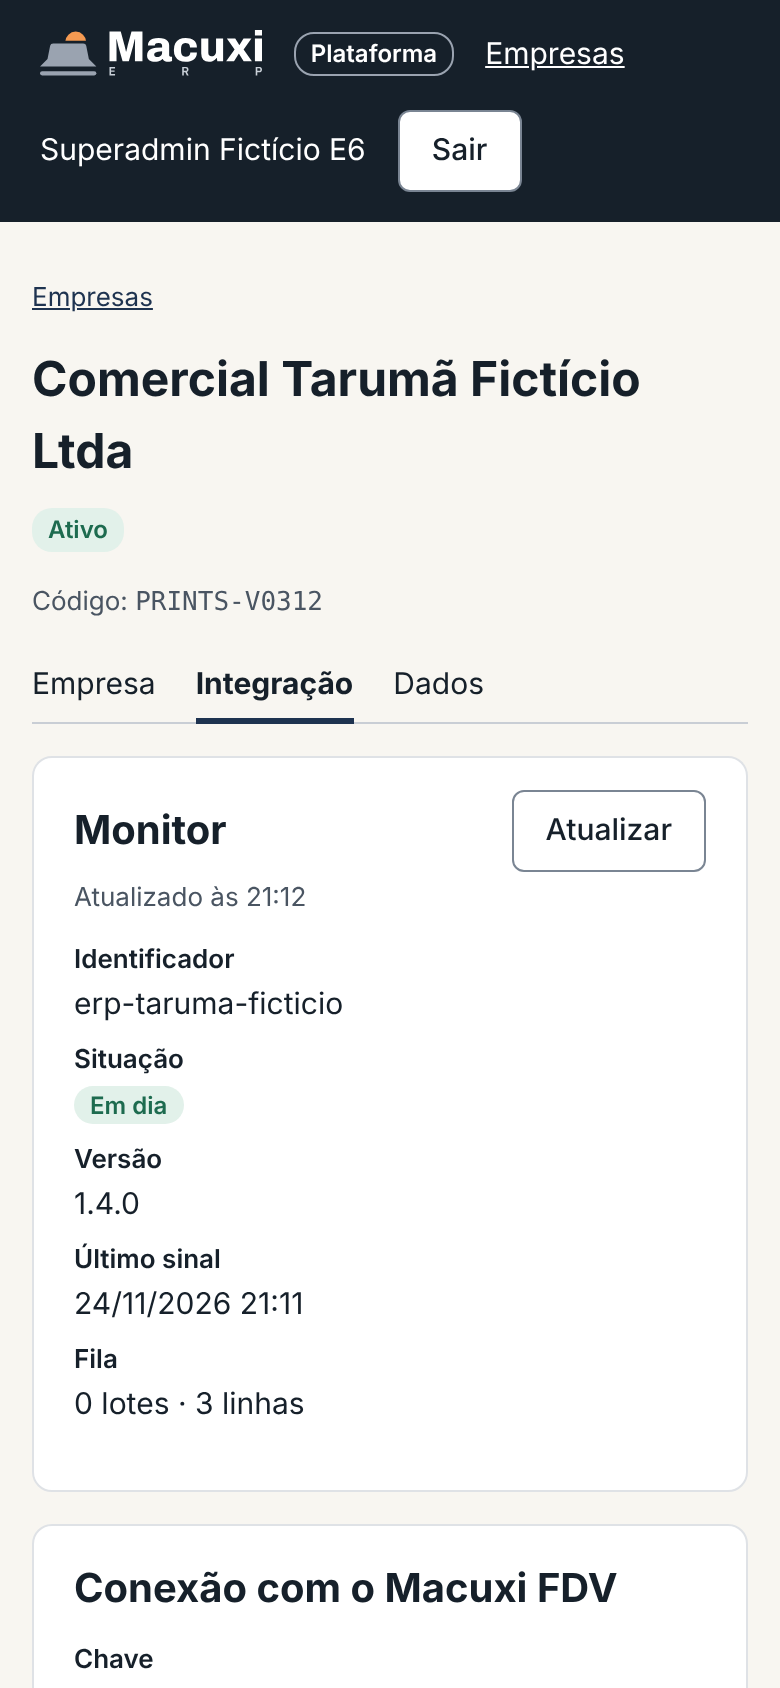 Macuxi
E R P
Plataforma
Empresas
Superadmin Fictício E6
Sair
Empresas
Comercial Tarumã Fictício
Ltda
Ativo
Código: PRINTS-V0312
Empresa Integração Dados
Monitor
Atualizar
Atualizado às 21:12
Identificador
erp-taruma-ficticio
Situação
Em dia
Versão
1.4.0
Último sinal
24/11/2026 21:11
Fila
0 lotes · 3 linhas
Conexão com o Macuxi FDV
Chave